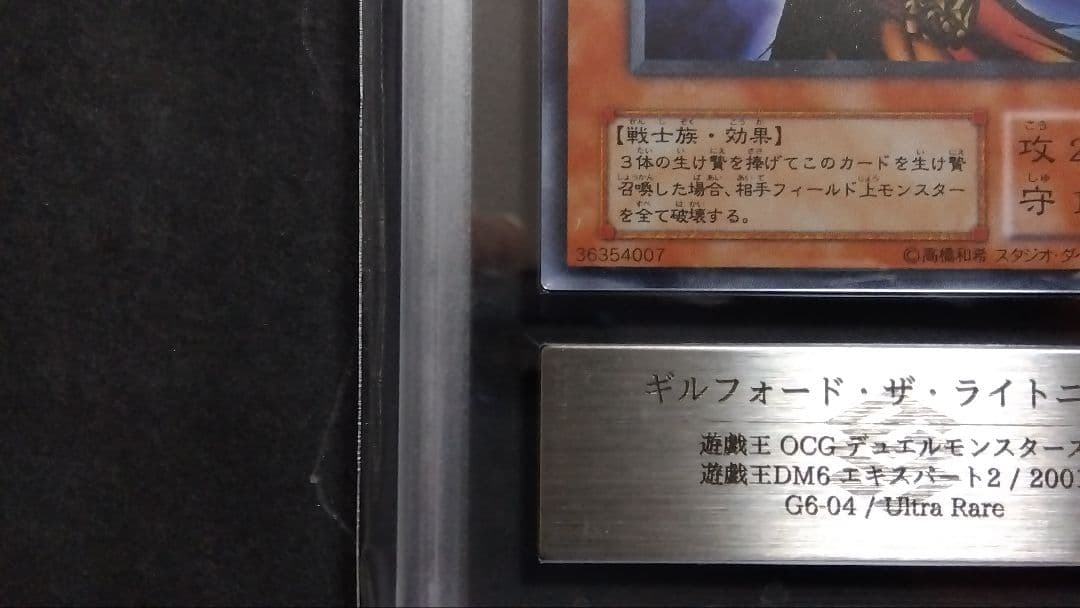 【戦士族・効果】
3体の生け贄を捧げてこのカードを生け贄
召喚した場合、相手フィールド上モンスター
を全て破壊する。
攻 2
守
36354007
©高橋和希 スタジオ・ダイ
ギルフォード・ザ・ライトニ
遊戯王 OCG デュエルモンスターズ
遊戯王DM6 エキスパート2 / 2001
G6-04 / Ultra Rare